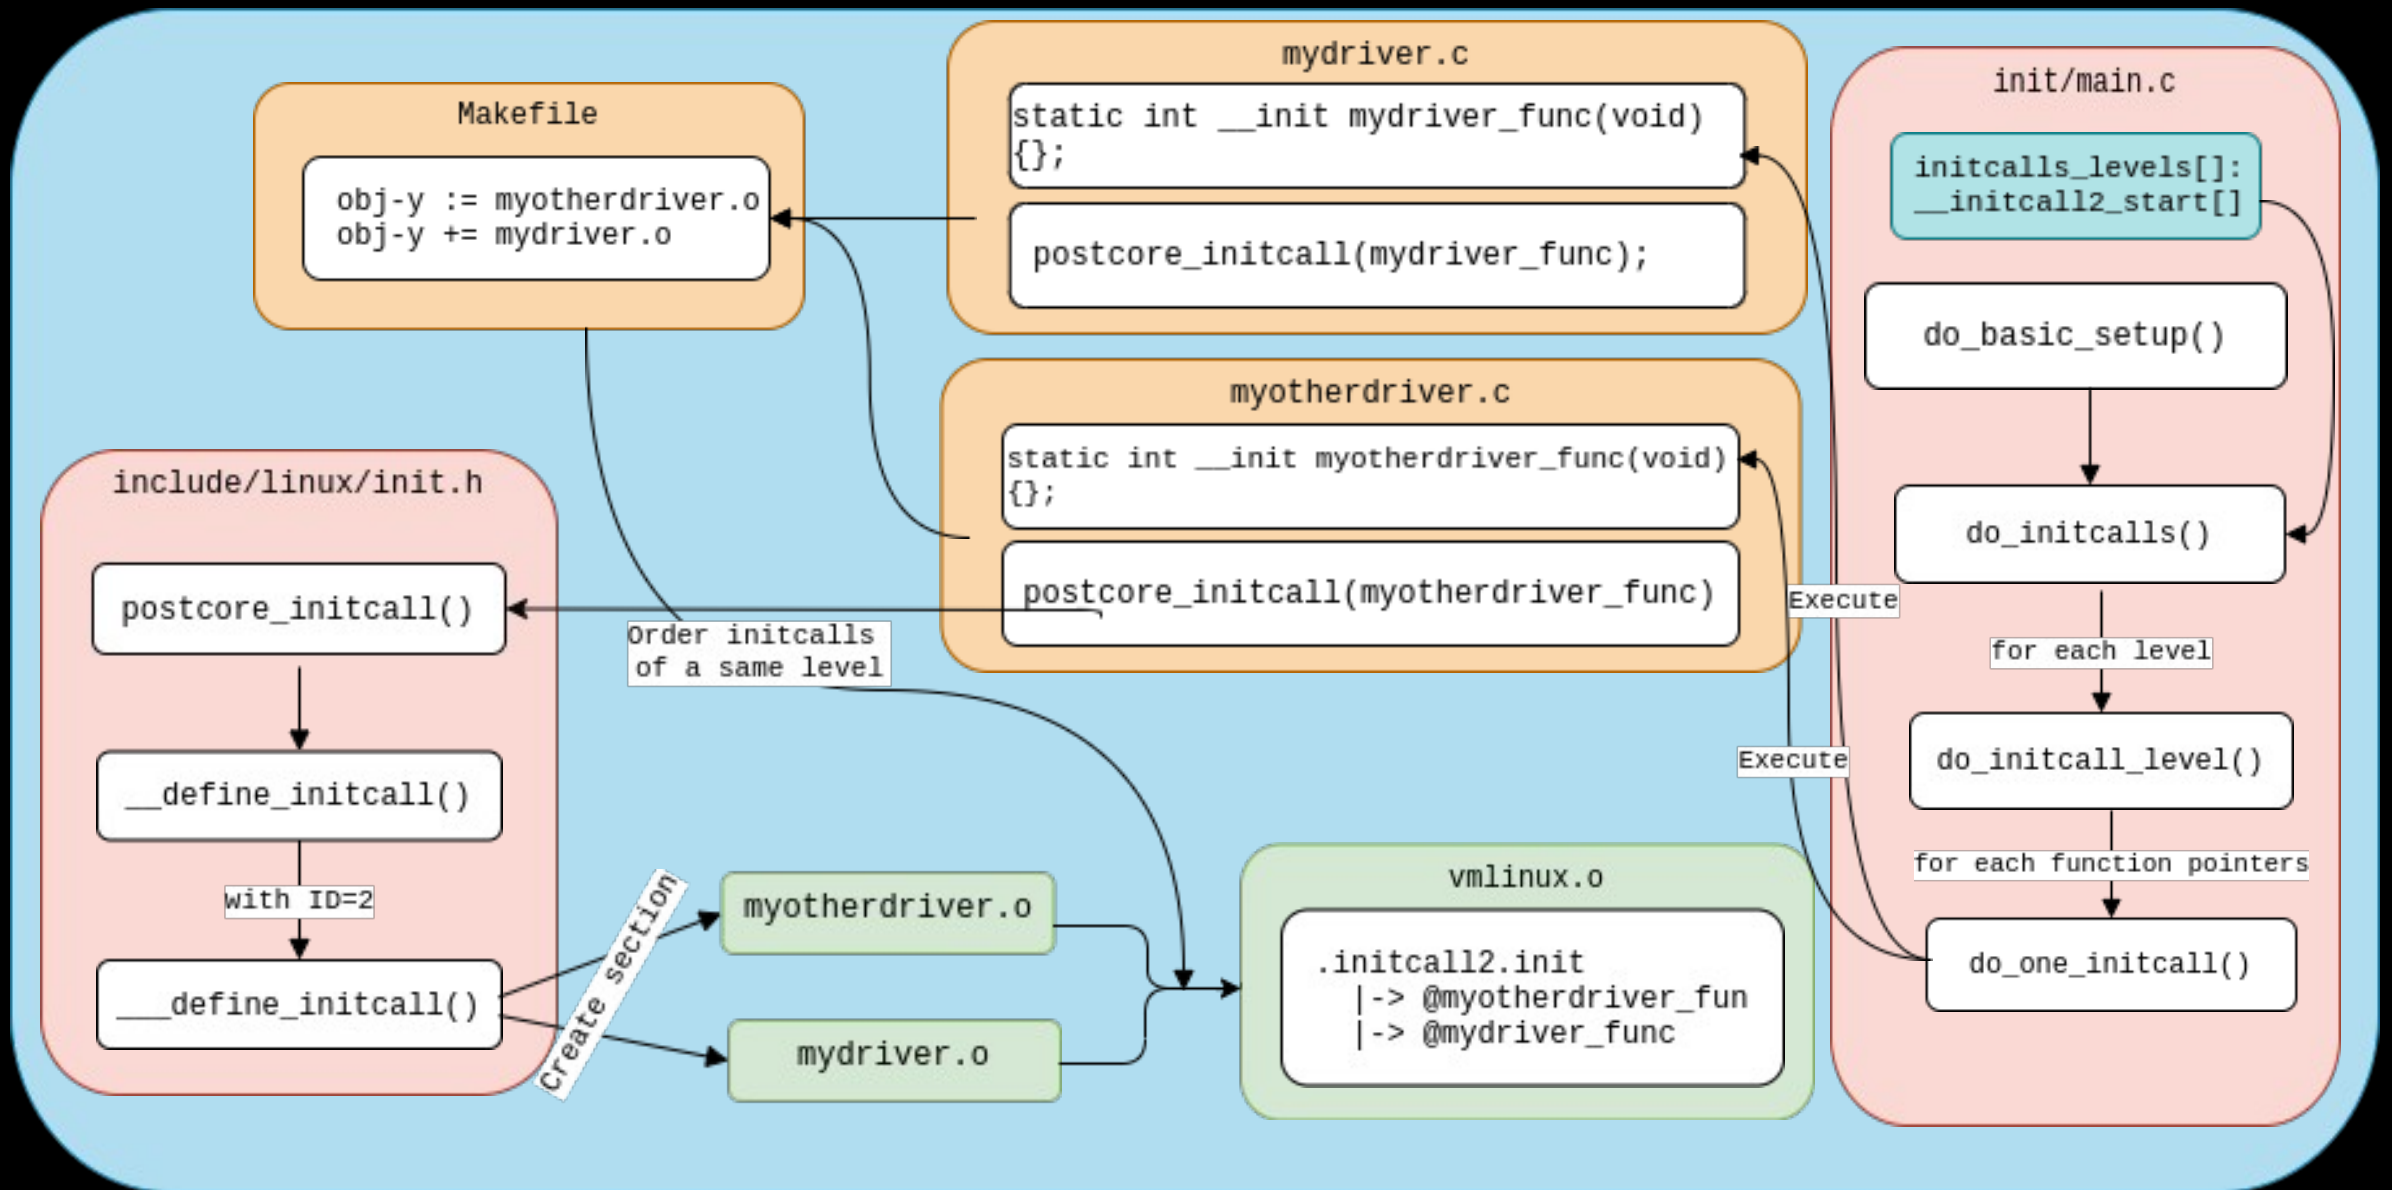 Makefile
obj-y := myotherdriver.o
obj-y += mydriver.o
mydriver.c
static int __init mydriver_func(void)
{};
postcore_initcall(mydriver_func);
myotherdriver.c
static int __init myotherdriver_func(void)
{};
postcore_initcall(myotherdriver_func)
init/main.c
initcalls_levels[]:
__initcall2_start[]
do_basic_setup()
do_initcalls()
for each level
do_initcall_level()
for each function pointers
do_one_initcall()
Execute
Execute
include/linux/init.h
postcore_initcall()
__define_initcall()
with ID=2
___define_initcall()
Order initcalls
of a same level
Create section
myotherdriver.o
mydriver.o
vmlinux.o
.initcall2.init
|-> @myotherdriver_fun
|-> @mydriver_func